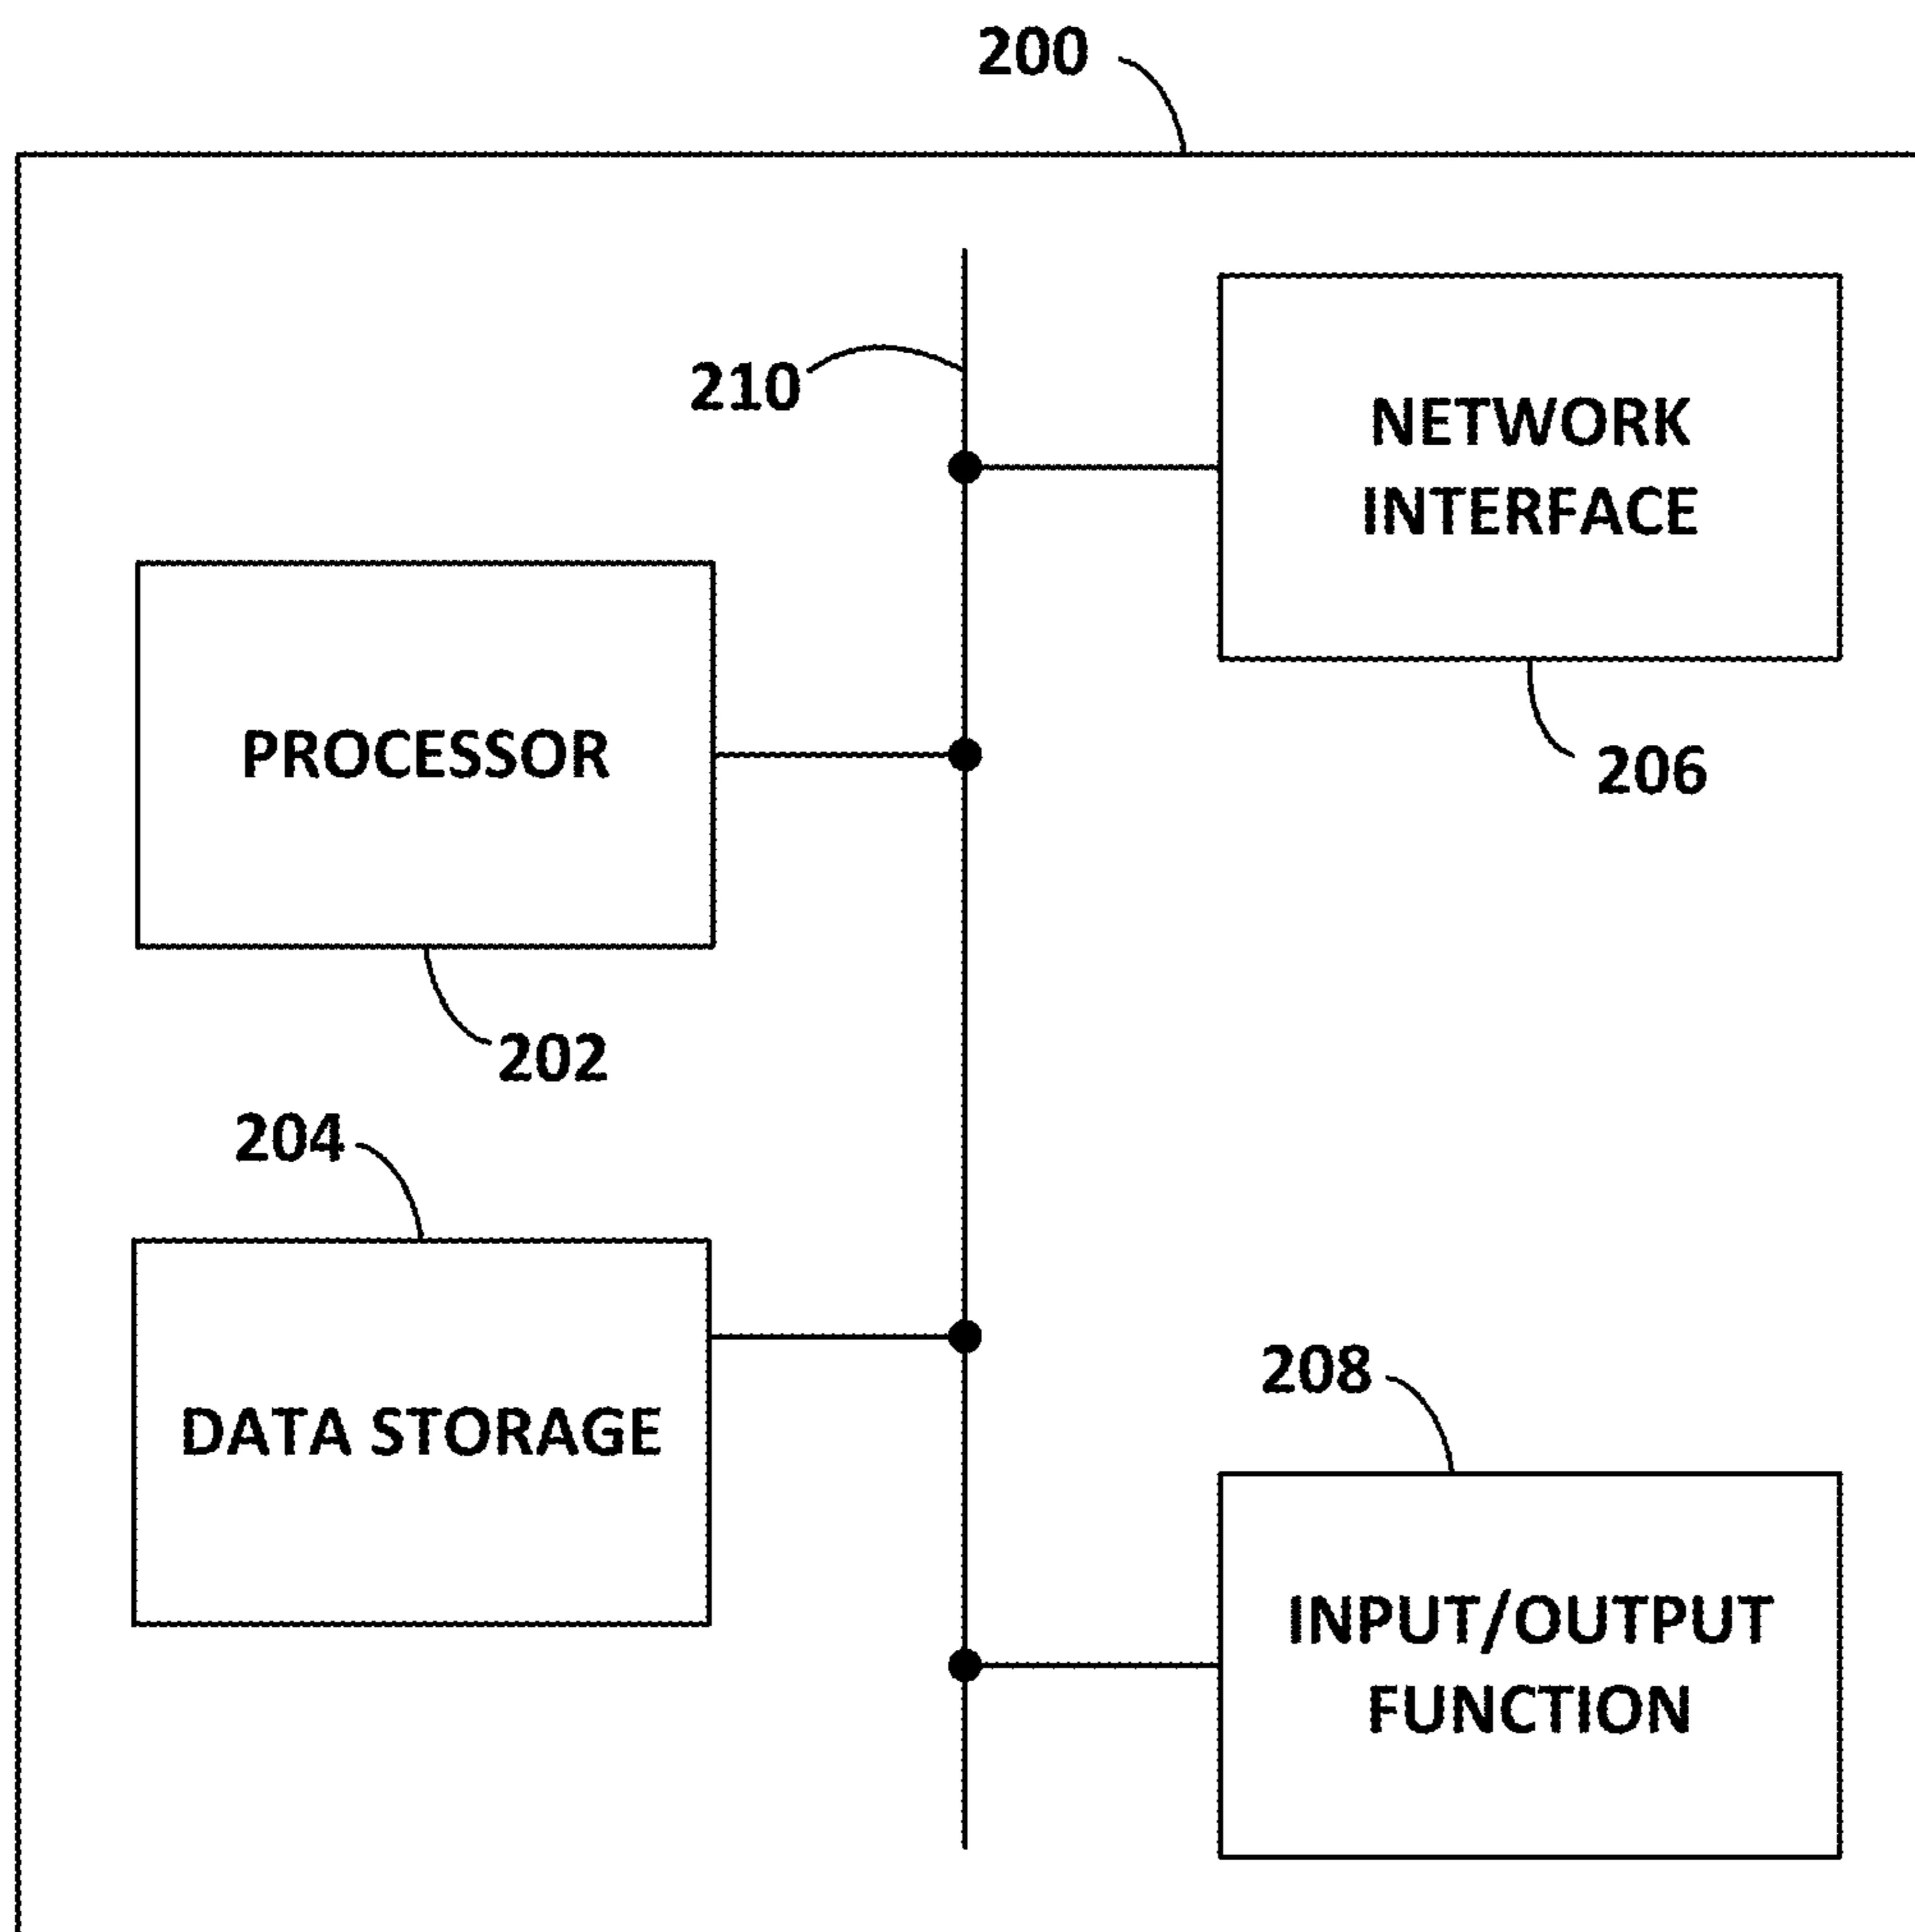 200
210
NETWORK
INTERFACE
206
PROCESSOR
202
204
DATA STORAGE
208
INPUT/OUTPUT
FUNCTION